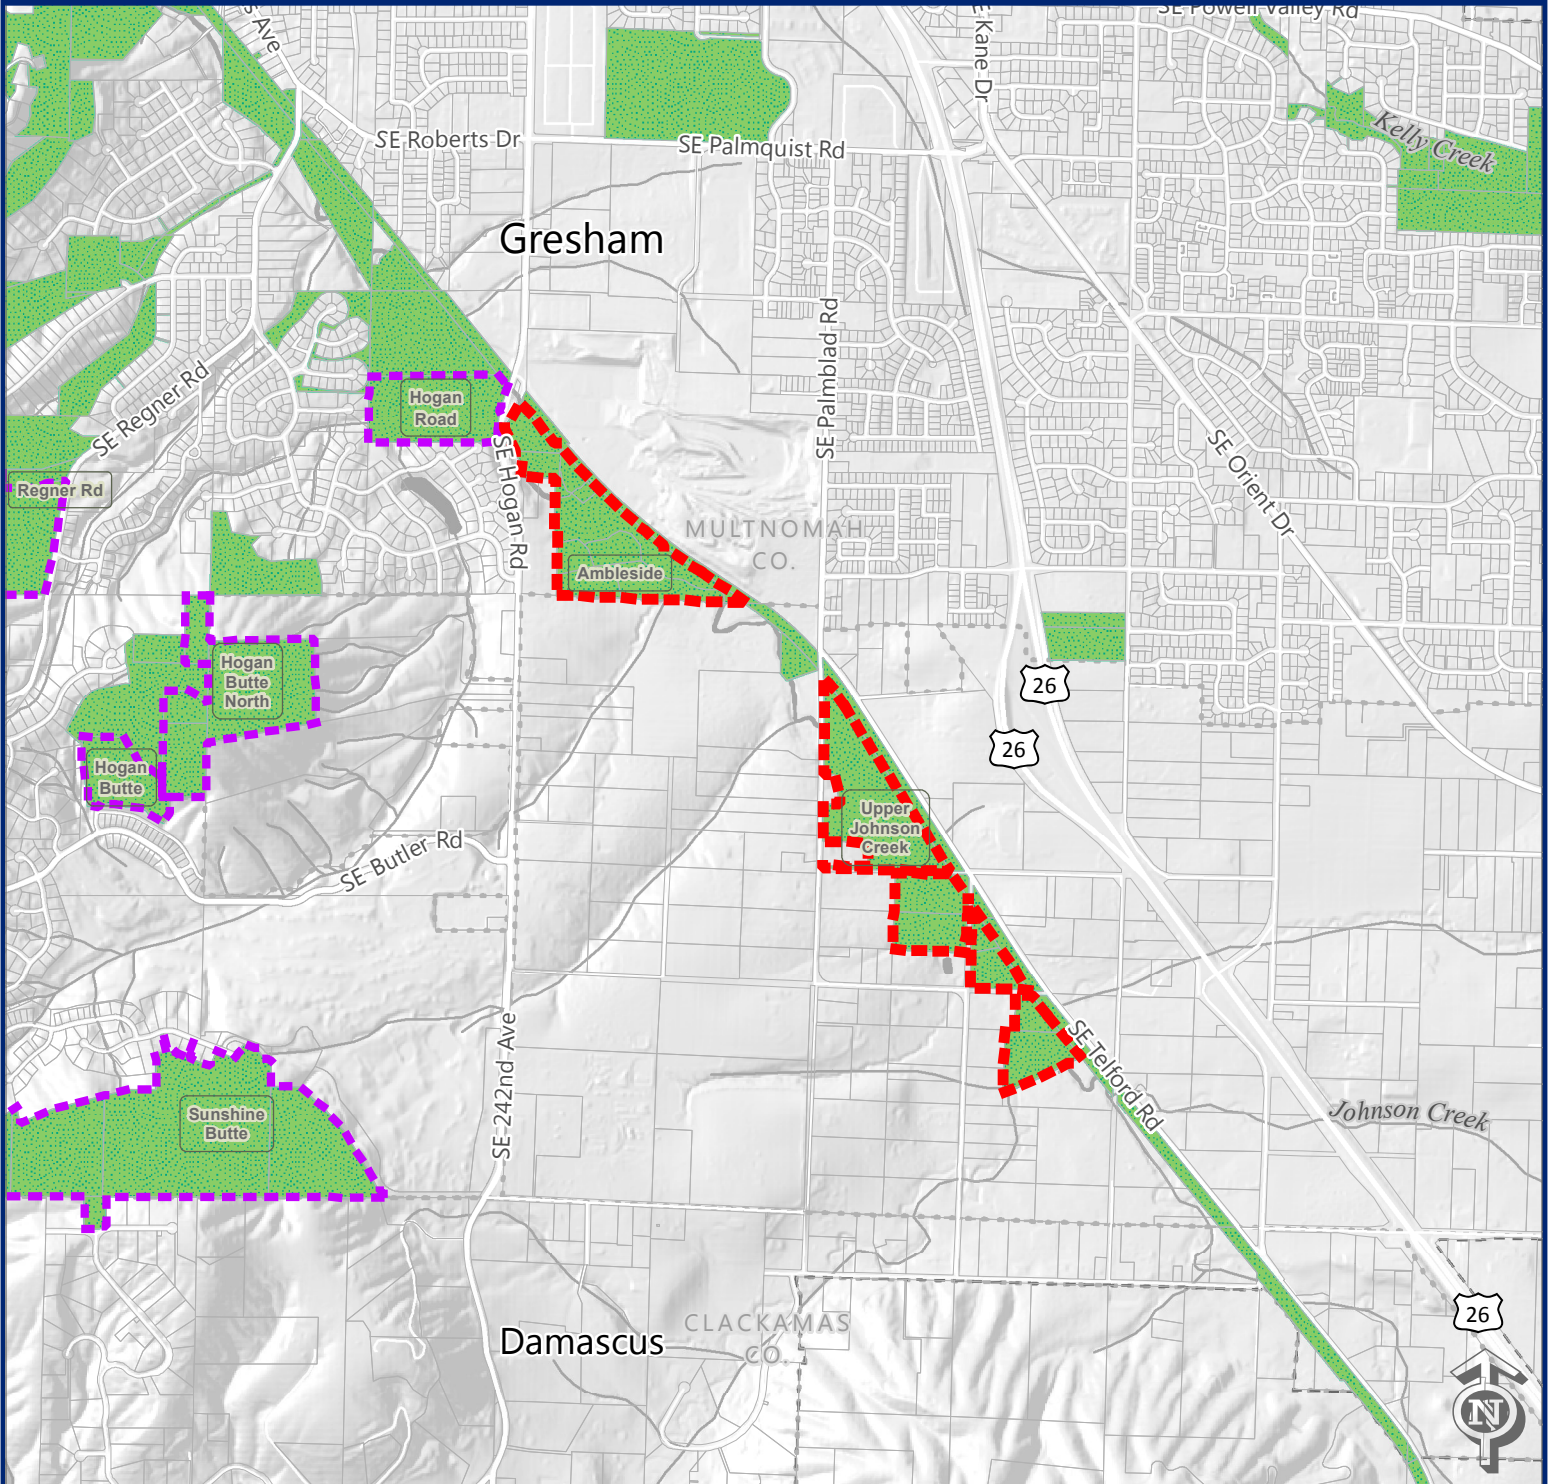 s Ave
E Kane Dr
SE Powell Valley Rd
SE Roberts Dr
SE Palmquist Rd
Kelly Creek
Gresham
SE Regner Rd
Hogan
Road
SE Palmblad Rd
SE Hogan Rd
SE Orient Dr
Regner Rd
MULTNOMAH
CO.
Ambleside
Hogan
Butte
North
26
26
Hogan
Butte
Upper
Johnson
Creek
SE Butler Rd
SE 242nd Ave
SE Telford Rd
Sunshine
Butte
Johnson Creek
Damascus
CLACKAMAS
CO.
26
N